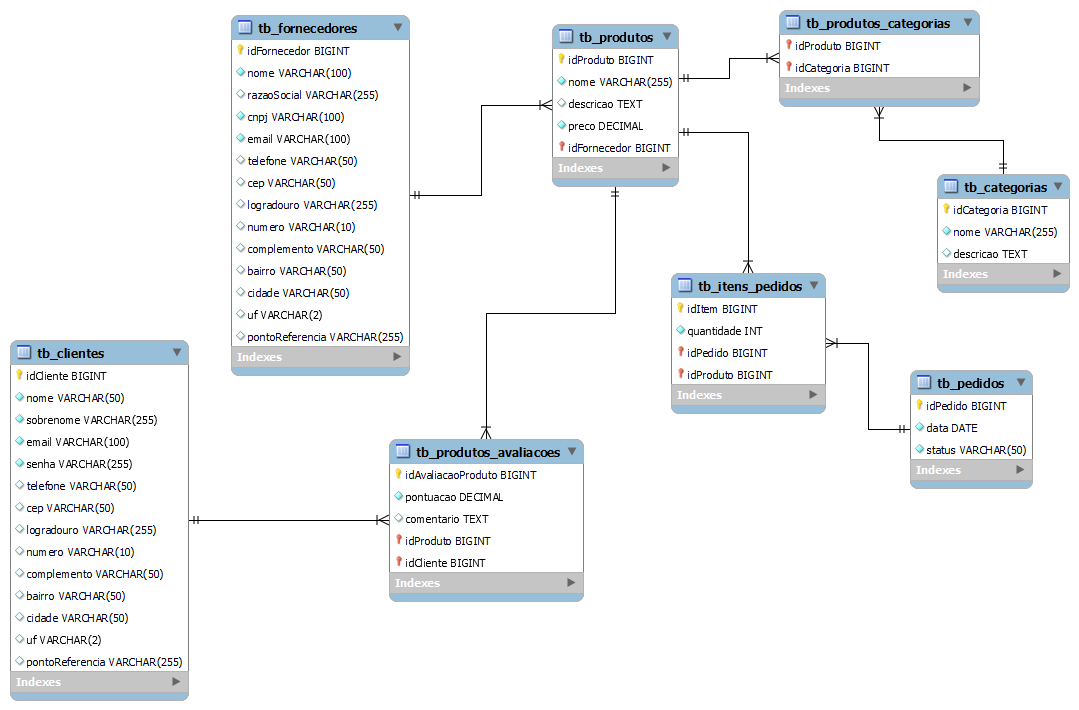 tb_fornecedores
idFornecedor BIGINT
nome VARCHAR(100)
razaoSocial VARCHAR(255)
cnpj VARCHAR(100)
email VARCHAR(100)
telefone VARCHAR(50)
cep VARCHAR(50)
logradouro VARCHAR(255)
numero VARCHAR(10)
complemento VARCHAR(50)
bairro VARCHAR(50)
cidade VARCHAR(50)
uf VARCHAR(2)
pontoReferencia VARCHAR(255)
Indexes
tb_produtos
idProduto BIGINT
nome VARCHAR(255)
descricao TEXT
preco DECIMAL
idFornecedor BIGINT
Indexes
tb_produtos_categorias
idProduto BIGINT
idCategoria BIGINT
Indexes
tb_categorias
idCategoria BIGINT
nome VARCHAR(255)
descricao TEXT
Indexes
tb_itens_pedidos
idItem BIGINT
quantidade INT
idPedido BIGINT
idProduto BIGINT
Indexes
tb_pedidos
idPedido BIGINT
data DATE
status VARCHAR(50)
Indexes
tb_clientes
idCliente BIGINT
nome VARCHAR(50)
sobrenome VARCHAR(255)
email VARCHAR(100)
senha VARCHAR(255)
telefone VARCHAR(50)
cep VARCHAR(50)
logradouro VARCHAR(255)
numero VARCHAR(10)
complemento VARCHAR(50)
bairro VARCHAR(50)
cidade VARCHAR(50)
uf VARCHAR(2)
pontoReferencia VARCHAR(255)
Indexes
tb_produtos_avaliacoes
idAvaliacaoProduto BIGINT
pontuacao DECIMAL
comentario TEXT
idProduto BIGINT
idCliente BIGINT
Indexes